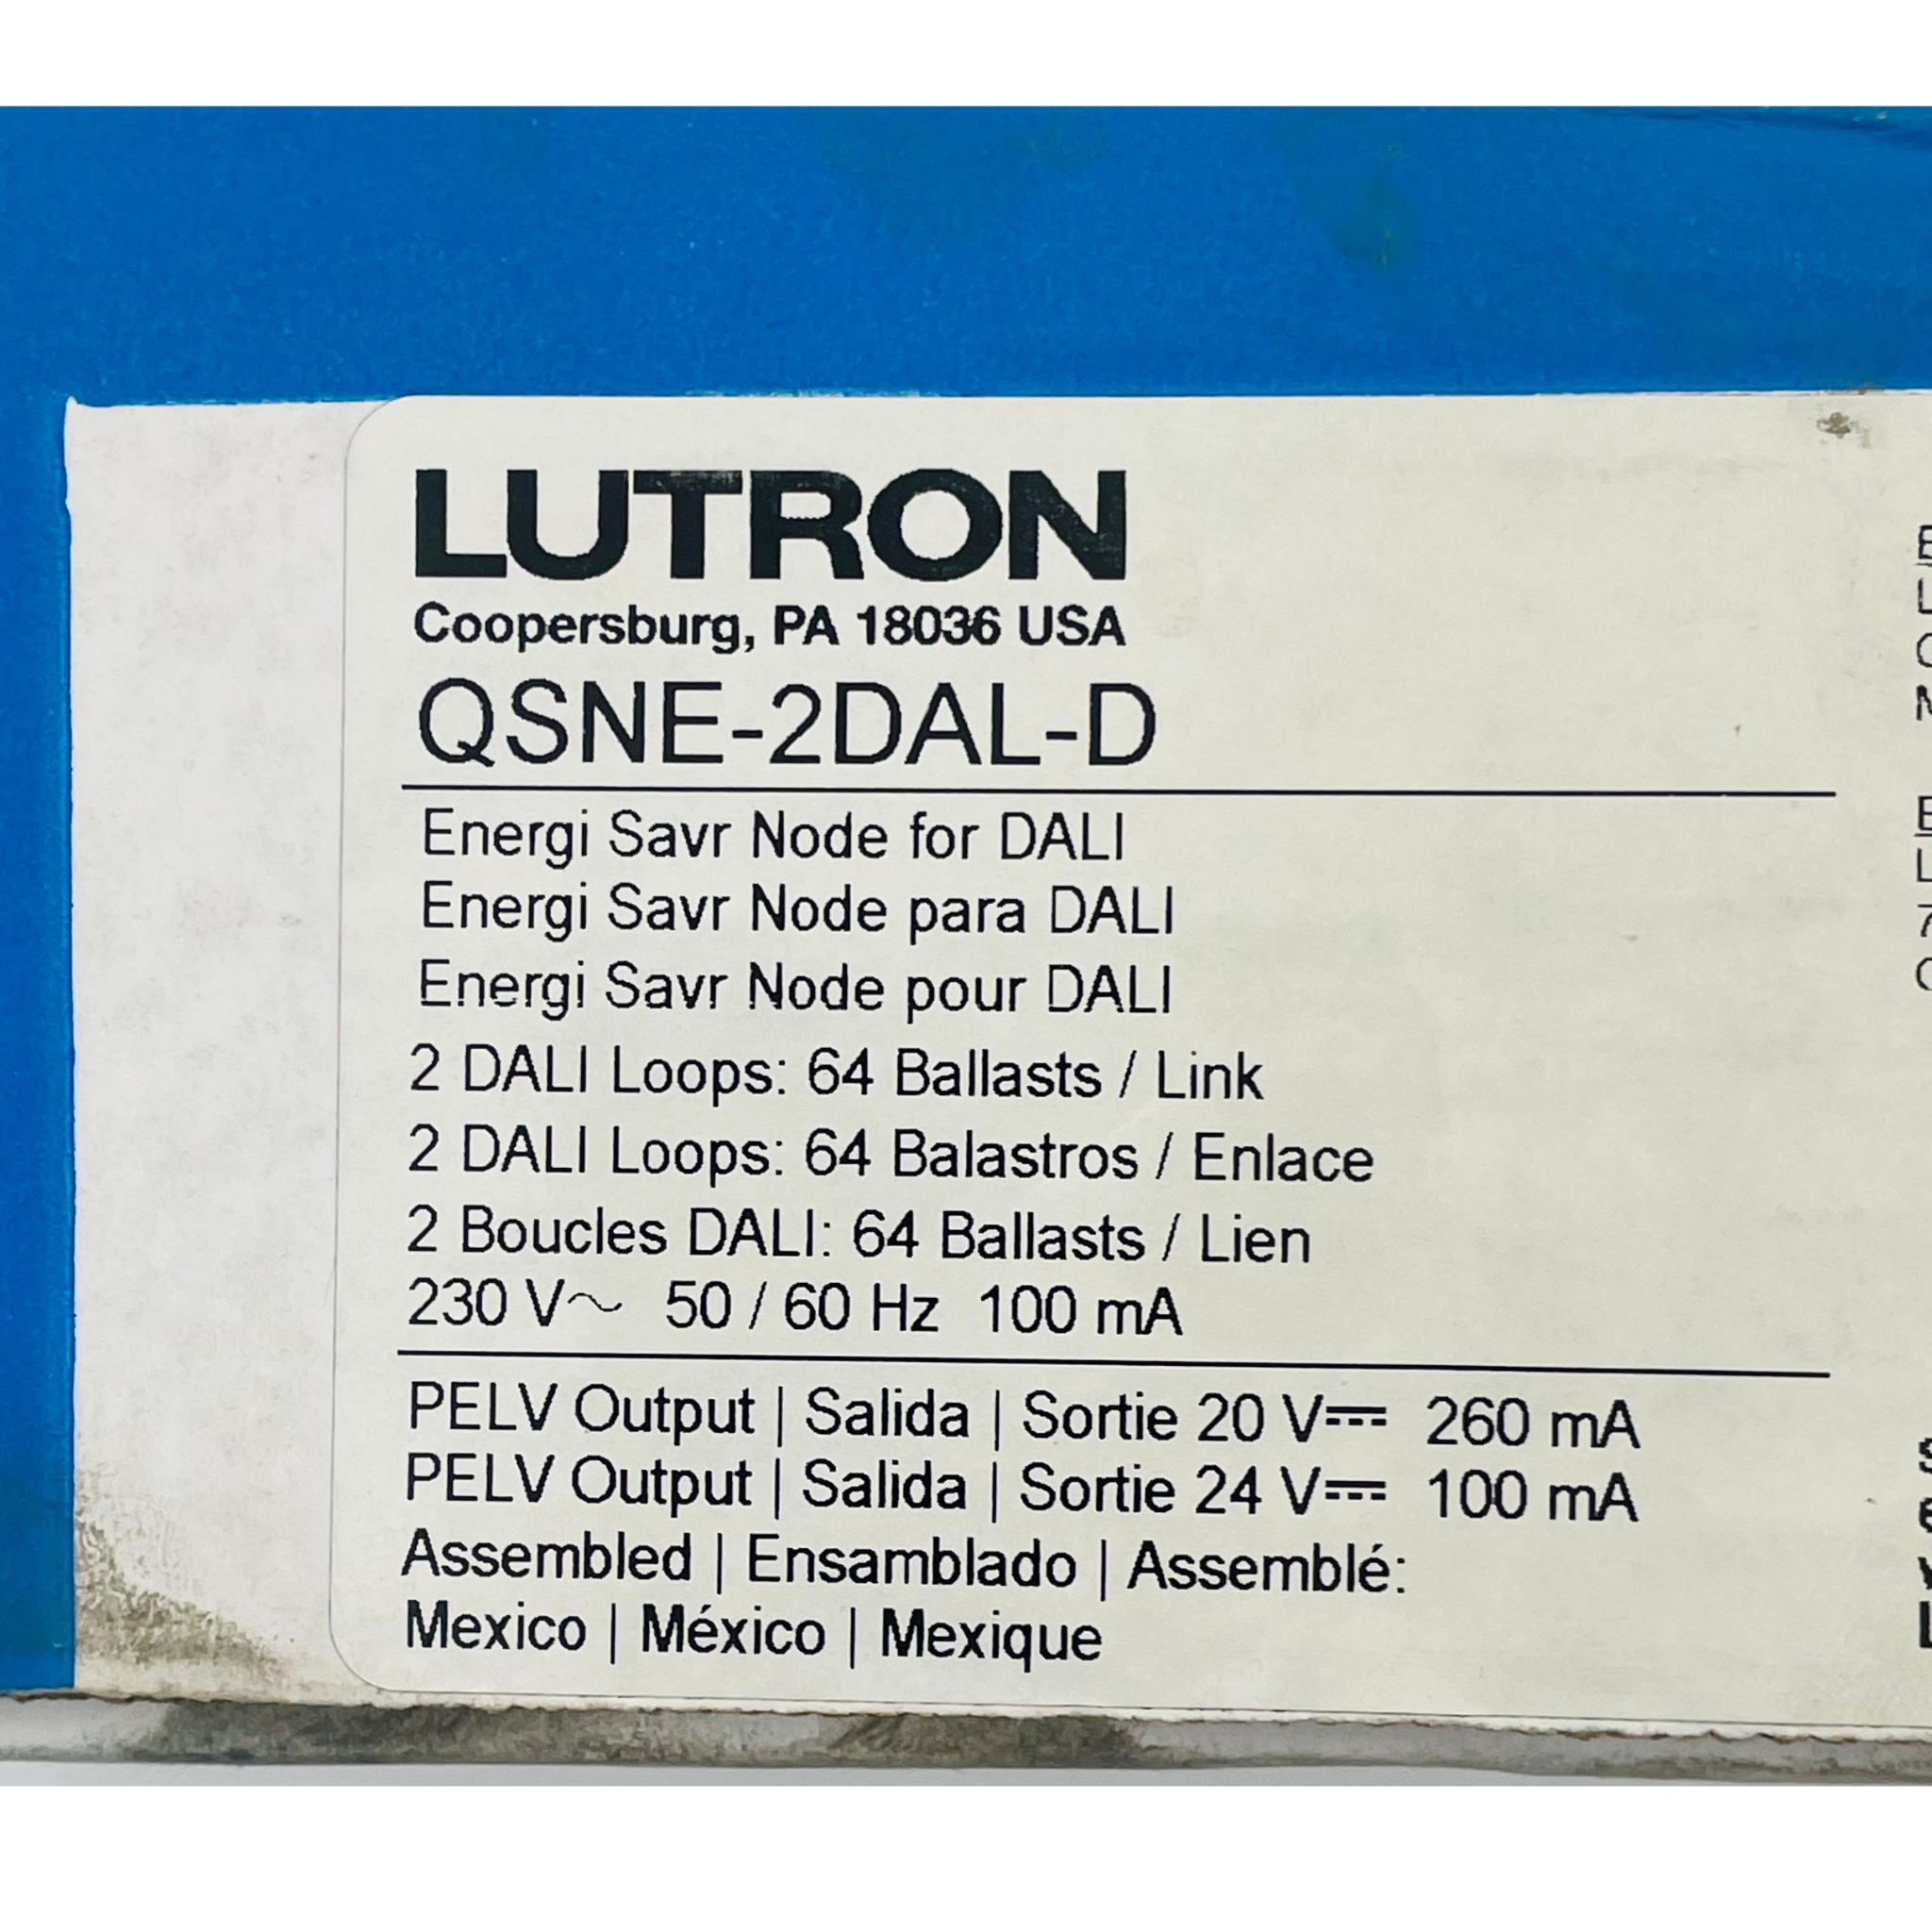 LUTRON
Coopersburg, PA 18036 USA
QSNE-2DAL-D
Energi Savr Node for DALI
Energi Savr Node para DALI
Energi Savr Node pour DALI
2 DALI Loops: 64 Ballasts / Link
2 DALI Loops: 64 Balastros / Enlace
2 Boucles DALI: 64 Ballasts / Lien
230 V~ 50 / 60 Hz 100 mA
PELV Output | Salida | Sortie 20 V⎓ 260 mA
PELV Output | Salida | Sortie 24 V⎓ 100 mA
Assembled | Ensamblado | Assemblé:
Mexico | México | Mexique